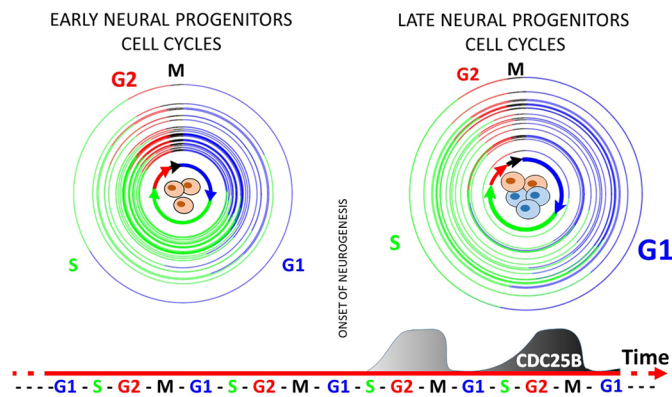 EARLY NEURAL PROGENITORS
CELL CYCLES
LATE NEURAL PROGENITORS
CELL CYCLES
G2
M
S
G1
G2
M
S
G1
ONSET OF NEUROGENESIS
CDC25B
Time
----G1-S-G2-M-G1-S-G2-M-G1-S-G2-M-G1-S-G2-M-G1----